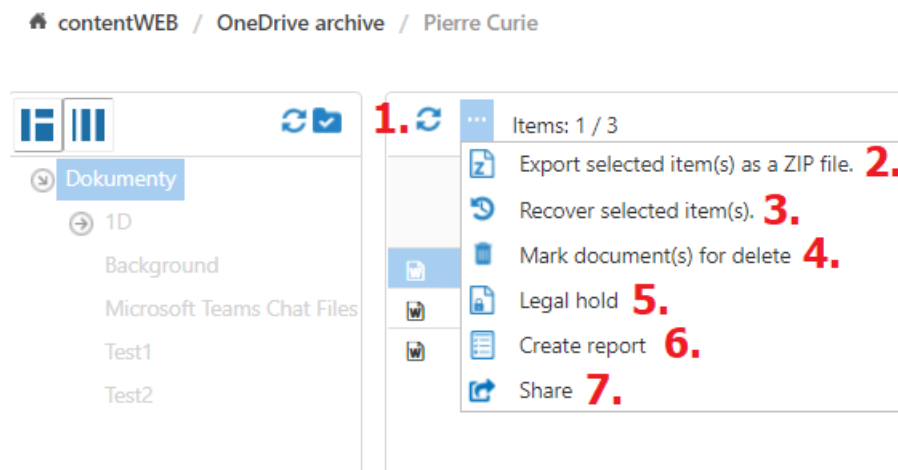 contentWEB / OneDrive archive / Pierre Curie
1.
··· Items: 1 / 3
Dokumenty
1D
Background
Microsoft Teams Chat Files
Test1
Test2
Export selected item(s) as a ZIP file. 2.
Recover selected item(s). 3.
Mark document(s) for delete 4.
Legal hold 5.
Create report 6.
Share 7.